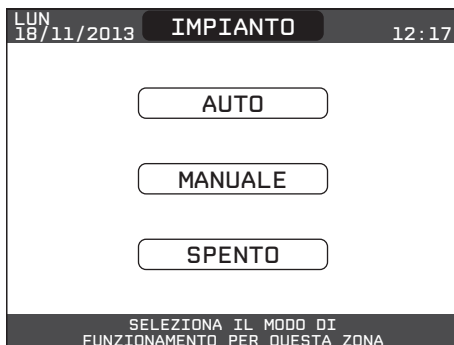 LUN
18/11/2013 IMPIANTO 12:17
AUTO
MANUALE
SPENTO
SELEZIONA IL MODO DI
FUNZIONAMENTO PER QUESTA ZONA